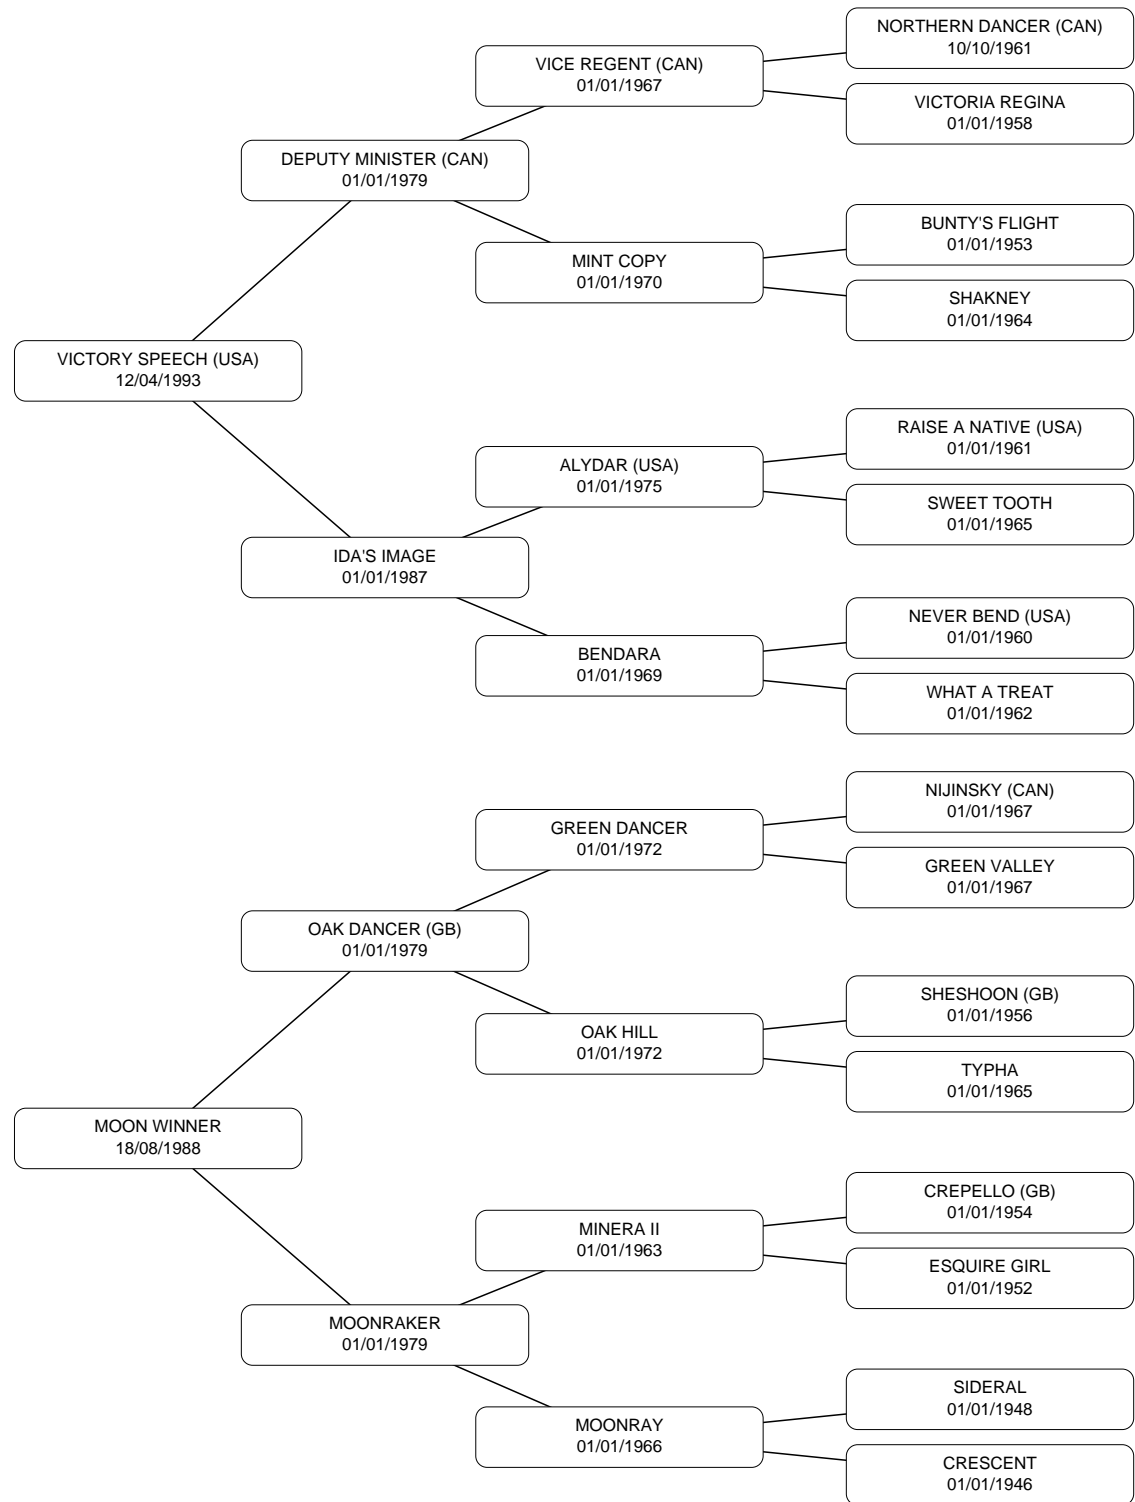 NORTHERN DANCER (CAN)
10/10/1961
VICE REGENT (CAN)
01/01/1967
VICTORIA REGINA
01/01/1958
DEPUTY MINISTER (CAN)
01/01/1979
BUNTY'S FLIGHT
01/01/1953
MINT COPY
01/01/1970
SHAKNEY
01/01/1964
VICTORY SPEECH (USA)
12/04/1993
RAISE A NATIVE (USA)
01/01/1961
ALYDAR (USA)
01/01/1975
SWEET TOOTH
01/01/1965
IDA'S IMAGE
01/01/1987
NEVER BEND (USA)
01/01/1960
BENDARA
01/01/1969
WHAT A TREAT
01/01/1962
NIJINSKY (CAN)
01/01/1967
GREEN DANCER
01/01/1972
GREEN VALLEY
01/01/1967
OAK DANCER (GB)
01/01/1979
SHESHOON (GB)
01/01/1956
OAK HILL
01/01/1972
TYPHA
01/01/1965
MOON WINNER
18/08/1988
CREPELLO (GB)
01/01/1954
MINERA II
01/01/1963
ESQUIRE GIRL
01/01/1952
MOONRAKER
01/01/1979
SIDERAL
01/01/1948
MOONRAY
01/01/1966
CRESCENT
01/01/1946